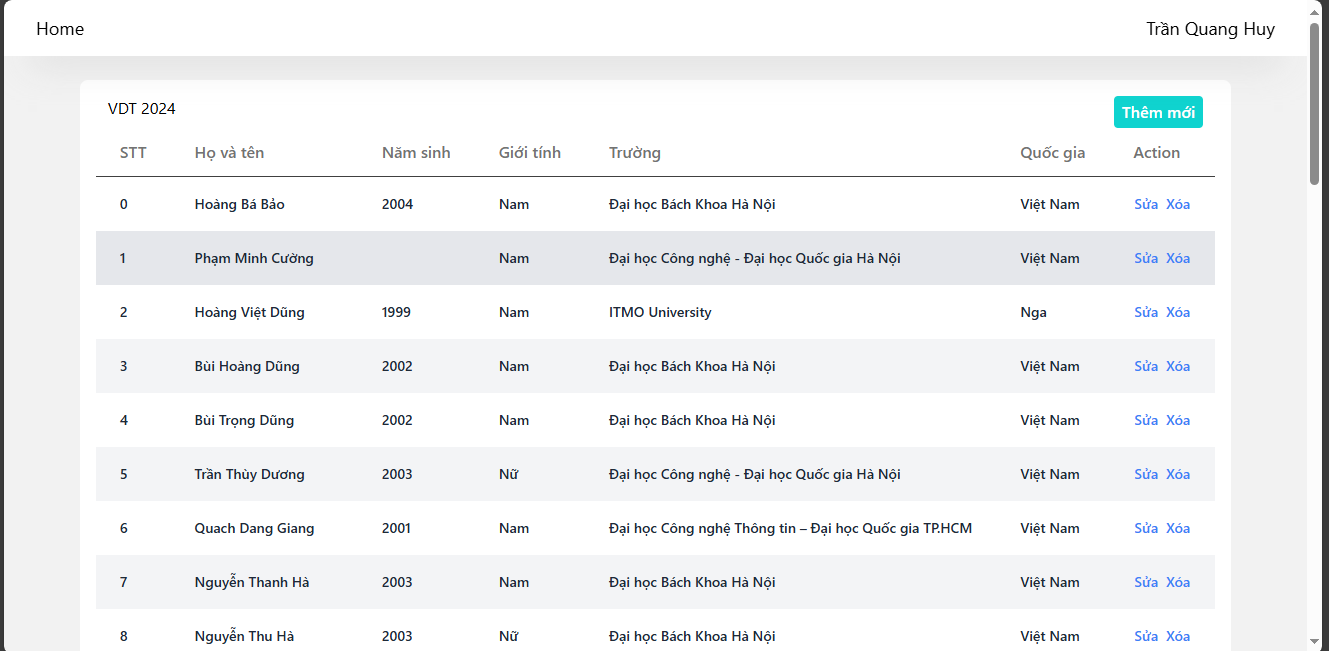 Home Trần Quang Huy
VDT 2024 Thêm mới
STT Họ và tên Năm sinh Giới tính Trường Quốc gia Action
0 Hoàng Bá Bảo 2004 Nam Đại học Bách Khoa Hà Nội Việt Nam Sửa Xóa
1 Phạm Minh Cường Nam Đại học Công nghệ - Đại học Quốc gia Hà Nội Việt Nam Sửa Xóa
2 Hoàng Việt Dũng 1999 Nam ITMO University Nga Sửa Xóa
3 Bùi Hoàng Dũng 2002 Nam Đại học Bách Khoa Hà Nội Việt Nam Sửa Xóa
4 Bùi Trọng Dũng 2002 Nam Đại học Bách Khoa Hà Nội Việt Nam Sửa Xóa
5 Trần Thùy Dương 2003 Nữ Đại học Công nghệ - Đại học Quốc gia Hà Nội Việt Nam Sửa Xóa
6 Quach Dang Giang 2001 Nam Đại học Công nghệ Thông tin – Đại học Quốc gia TP.HCM Việt Nam Sửa Xóa
7 Nguyễn Thanh Hà 2003 Nam Đại học Bách Khoa Hà Nội Việt Nam Sửa Xóa
8 Nguyễn Thu Hà 2003 Nữ Đại học Bách Khoa Hà Nội Việt Nam Sửa Xóa